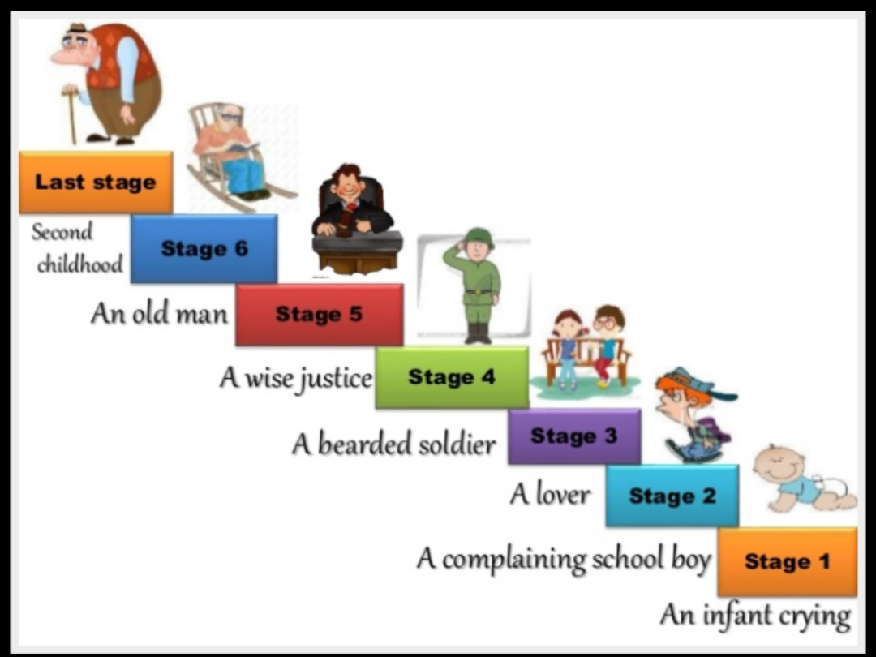 Last stage
Second
childhood
Stage 6
An old man
Stage 5
A wise justice
Stage 4
A bearded soldier
Stage 3
A lover
Stage 2
A complaining school boy
Stage 1
An infant crying